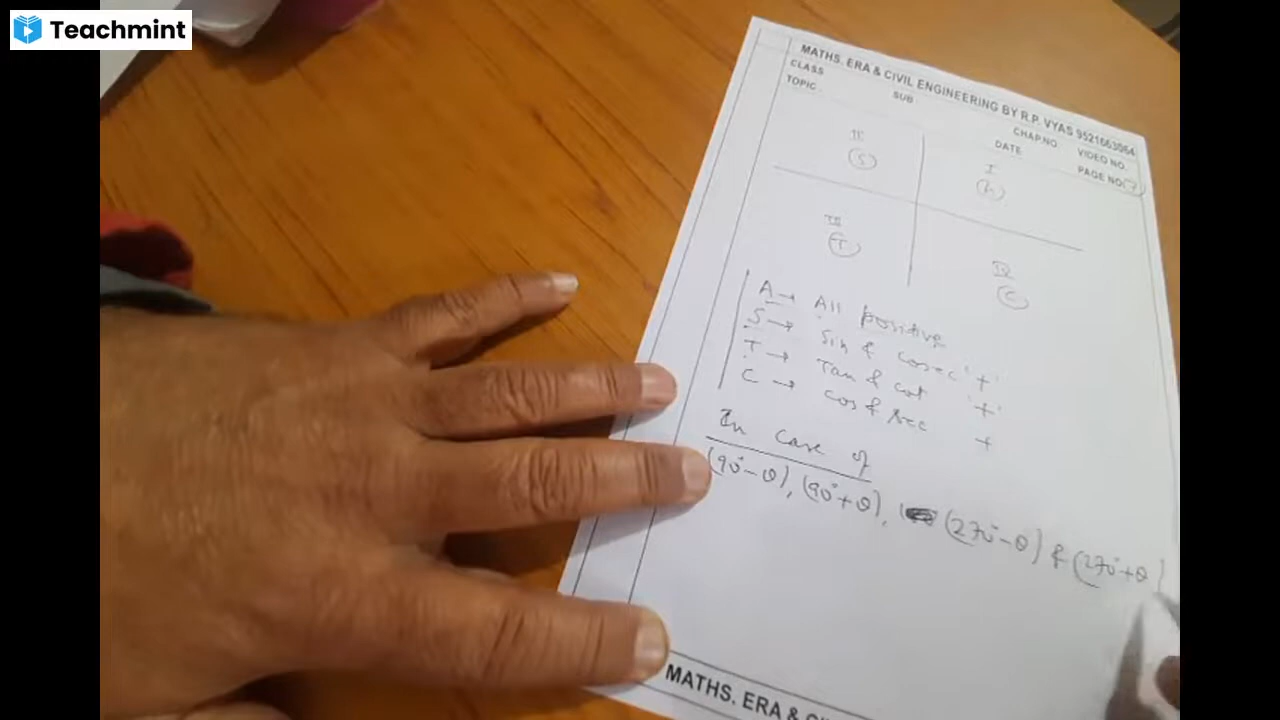 Teachmint
MATHS, ERA & CIVIL ENGINEERING BY R.P. VYAS 9521663064
CLASS SUB CHAP.NO. VIDEO NO.
TOPIC DATE PAGE NO.
II I
S A
III IV
T C
A → All positive
S → Sin & cosec '+'
T → Tan & cot '+'
C → cos & sec +
In case of
(90°-θ), (90°+θ), (270°-θ) & (270°+θ)
MATHS, ERA &